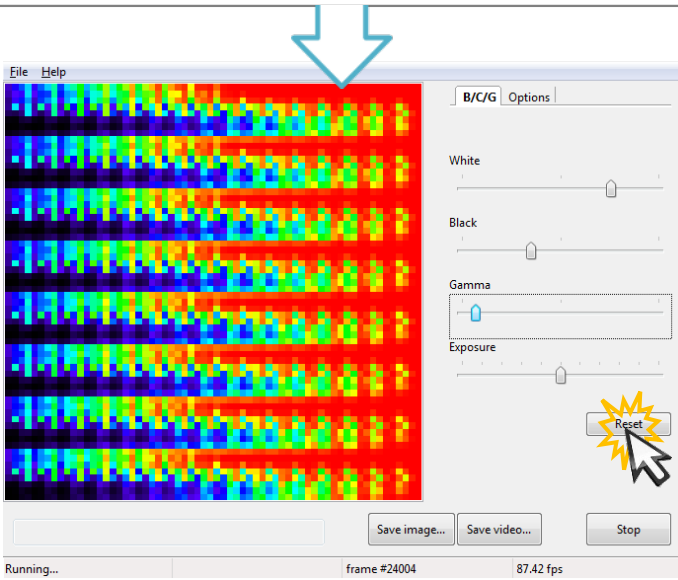 File Help
B/C/G Options
White
Black
Gamma
Exposure
Reset
Save image... Save video... Stop
Running... frame #24004 87.42 fps